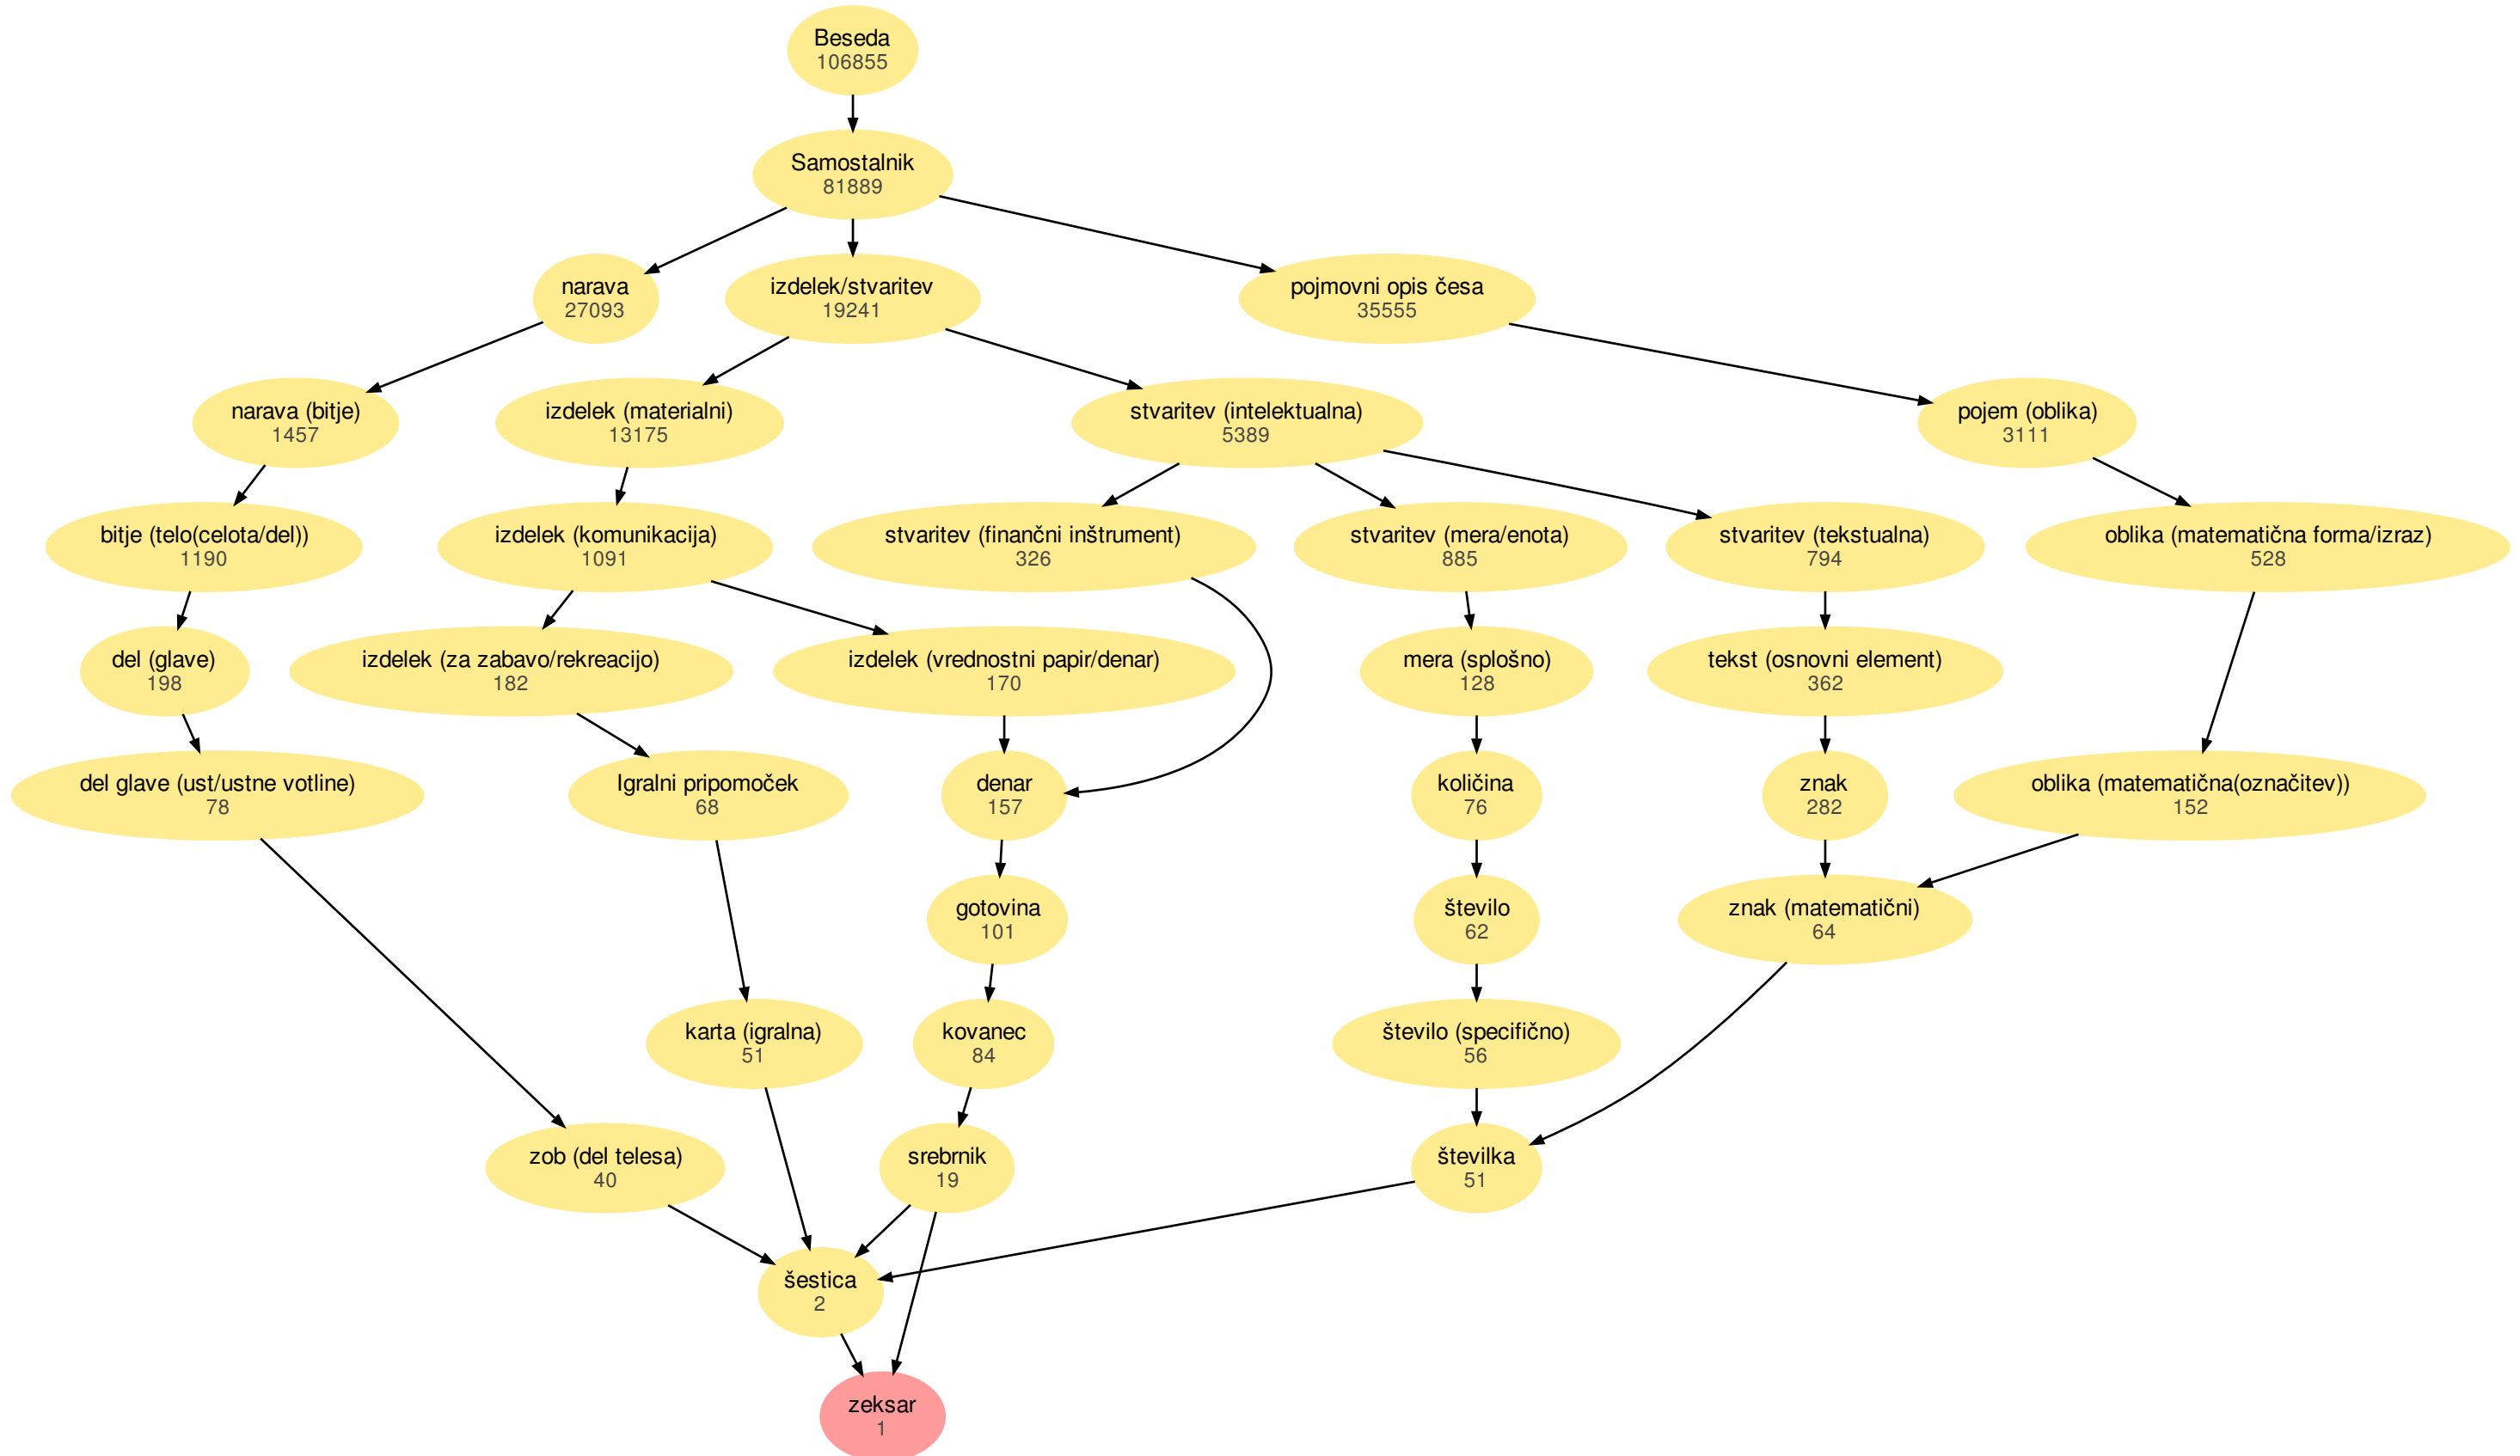 Beseda
106855
Samostalnik
81889
narava
27093
izdelek/stvaritev
19241
pojmovni opis česa
35555
narava (bitje)
1457
izdelek (materialni)
13175
stvaritev (intelektualna)
5389
pojem (oblika)
3111
bitje (telo(celota/del))
1190
izdelek (komunikacija)
1091
stvaritev (finančni inštrument)
326
stvaritev (mera/enota)
885
stvaritev (tekstualna)
794
oblika (matematična forma/izraz)
528
del (glave)
198
izdelek (za zabavo/rekreacijo)
182
izdelek (vrednostni papir/denar)
170
mera (splošno)
128
tekst (osnovni element)
362
del glave (ust/ustne votline)
78
Igralni pripomoček
68
denar
157
količina
76
znak
282
oblika (matematična(označitev))
152
gotovina
101
število
62
znak (matematični)
64
karta (igralna)
51
kovanec
84
število (specifično)
56
zob (del telesa)
40
srebrnik
19
številka
51
šestica
2
zeksar
1